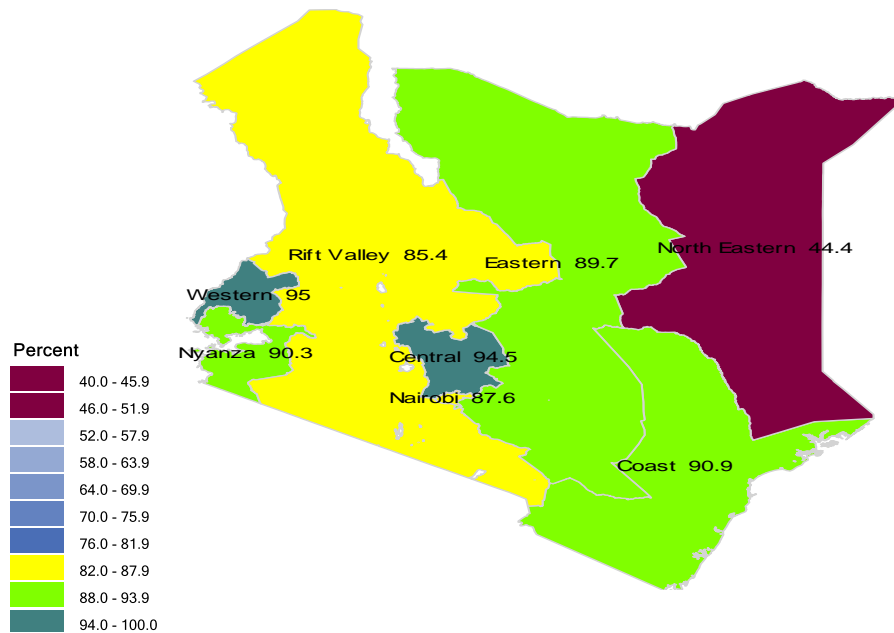 Rift Valley 85.4
Eastern 89.7
North Eastern 44.4
Western 95
Nyanza 90.3
Central 94.5
Nairobi 87.6
Coast 90.9
Percent
40.0 - 45.9
46.0 - 51.9
52.0 - 57.9
58.0 - 63.9
64.0 - 69.9
70.0 - 75.9
76.0 - 81.9
82.0 - 87.9
88.0 - 93.9
94.0 - 100.0